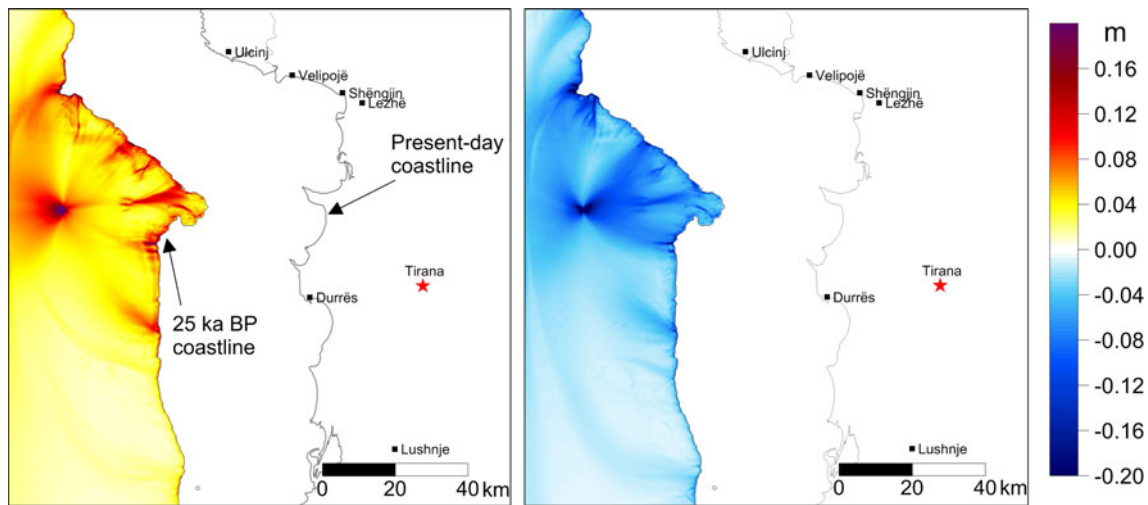 Ulcinj
Velipojë
Shëngjin
Lezhë
Present-day
coastline
Tirana
Durrës
25 ka BP
coastline
Lushnje
0 20 40 km
Ulcinj
Velipojë
Shëngjin
Lezhë
Tirana
Durrës
Lushnje
0 20 40 km
m
0.16
0.12
0.08
0.04
0.00
-0.04
-0.08
-0.12
-0.16
-0.20